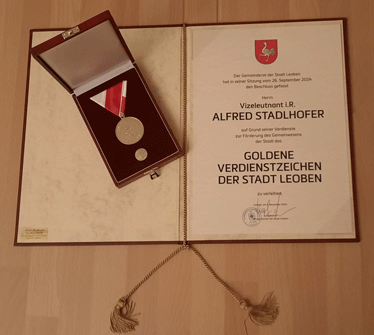 Der Gemeinderat der Stadt Leoben
hat in seiner Sitzung vom 26. September 2024
den Beschluss gefasst
Herrn
Vizeleutnant i.R.
ALFRED STADLHOFER
auf Grund seiner Verdienste
zur Förderung des Gemeinwesens
der Stadt das
GOLDENE
VERDIENSTZEICHEN
DER STADT LEOBEN
zu verleihen